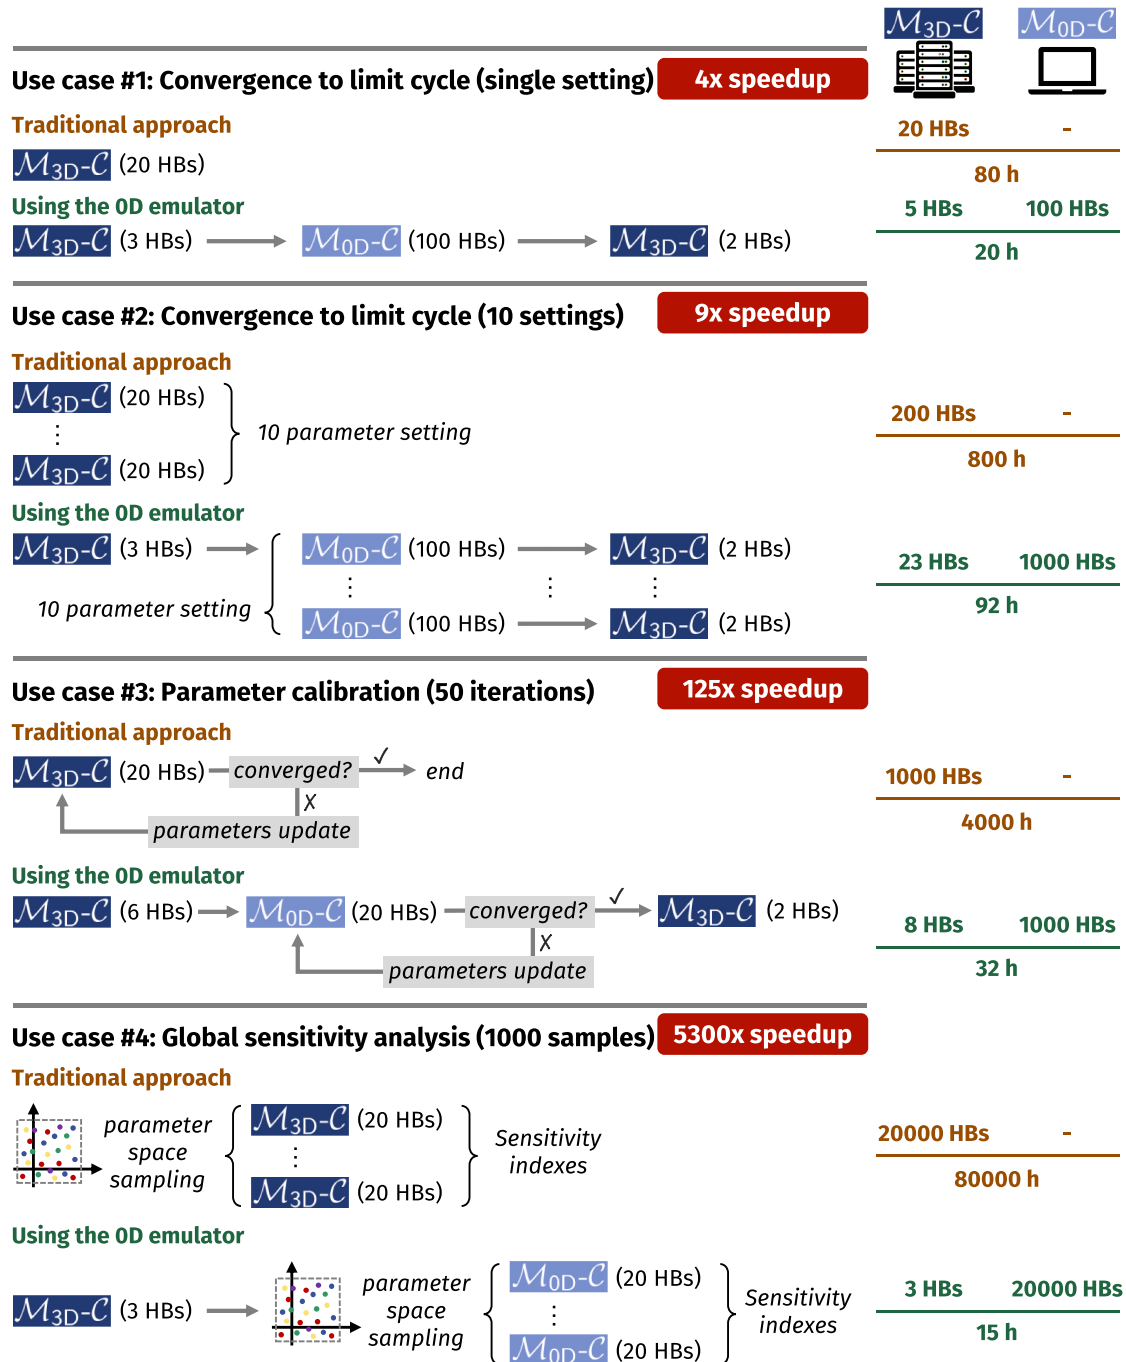 M3D-C M0D-C
Use case #1: Convergence to limit cycle (single setting) 4x speedup
Traditional approach 20 HBs -
M3D-C (20 HBs) 80 h
Using the 0D emulator 5 HBs 100 HBs
M3D-C (3 HBs) M0D-C (100 HBs) M3D-C (2 HBs) 20 h
Use case #2: Convergence to limit cycle (10 settings) 9x speedup
Traditional approach
M3D-C (20 HBs) 200 HBs -
⋮ 10 parameter setting
M3D-C (20 HBs) 800 h
Using the 0D emulator
M3D-C (3 HBs) M0D-C (100 HBs) M3D-C (2 HBs) 23 HBs 1000 HBs
10 parameter setting ⋮ ⋮ ⋮ 92 h
M0D-C (100 HBs) M3D-C (2 HBs)
Use case #3: Parameter calibration (50 iterations) 125x speedup
Traditional approach
M3D-C (20 HBs) converged? ✓ end 1000 HBs -
✗
parameters update 4000 h
Using the 0D emulator
M3D-C (6 HBs) M0D-C (20 HBs) converged? ✓ M3D-C (2 HBs) 8 HBs 1000 HBs
✗
parameters update 32 h
Use case #4: Global sensitivity analysis (1000 samples) 5300x speedup
Traditional approach
parameter M3D-C (20 HBs) 20000 HBs -
space ⋮ Sensitivity
sampling M3D-C (20 HBs) indexes 80000 h
Using the 0D emulator
parameter M0D-C (20 HBs) 3 HBs 20000 HBs
M3D-C (3 HBs) space ⋮ Sensitivity
sampling M0D-C (20 HBs) indexes 15 h